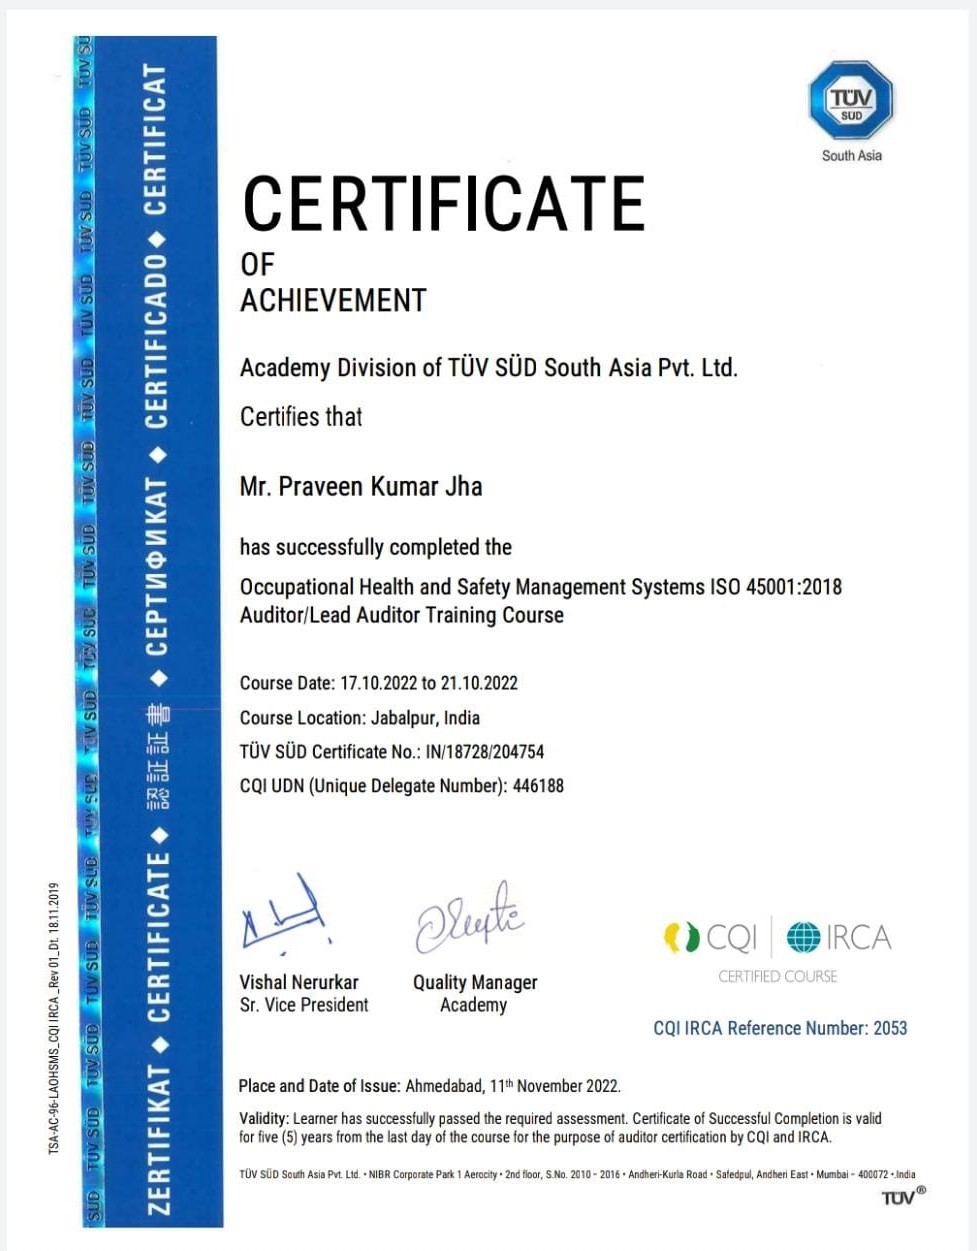 TÜV
SÜD
South Asia
CERTIFICATE
OF
ACHIEVEMENT
Academy Division of TÜV SÜD South Asia Pvt. Ltd.
Certifies that
Mr. Praveen Kumar Jha
has successfully completed the
Occupational Health and Safety Management Systems ISO 45001:2018
Auditor/Lead Auditor Training Course
Course Date: 17.10.2022 to 21.10.2022
Course Location: Jabalpur, India
TÜV SÜD Certificate No.: IN/18728/204754
CQI UDN (Unique Delegate Number): 446188
Vishal Nerurkar
Sr. Vice President
Quality Manager
Academy
CQI IRCA
CERTIFIED COURSE
CQI IRCA Reference Number: 2053
Place and Date of Issue: Ahmedabad, 11th November 2022.
Validity: Learner has successfully passed the required assessment. Certificate of Successful Completion is valid
for five (5) years from the last day of the course for the purpose of auditor certification by CQI and IRCA.
TÜV SÜD South Asia Pvt. Ltd. • NIBR Corporate Park 1 Aerocity • 2nd floor, S.No. 2010 - 2016 • Andheri-Kurla Road • Safedpul, Andheri East • Mumbai - 400072 • India
TÜV®
ZERTIFIKAT ◆ CERTIFICATE ◆ 認証証書 ◆ СЕРТИФИКАТ ◆ CERTIFICADO ◆ CERTIFICAT
TÜV SÜD TÜV SÜD TÜV SÜD TÜV SÜD TÜV SÜD TÜV SÜD TÜV SÜD TÜV SÜD TÜV SÜD TÜV SÜD TÜV SÜD TÜV SÜD TÜV SÜD
TSA-AC-96-LAOHSMS_CQI IRCA_Rev 01_Dt. 18.11.2019